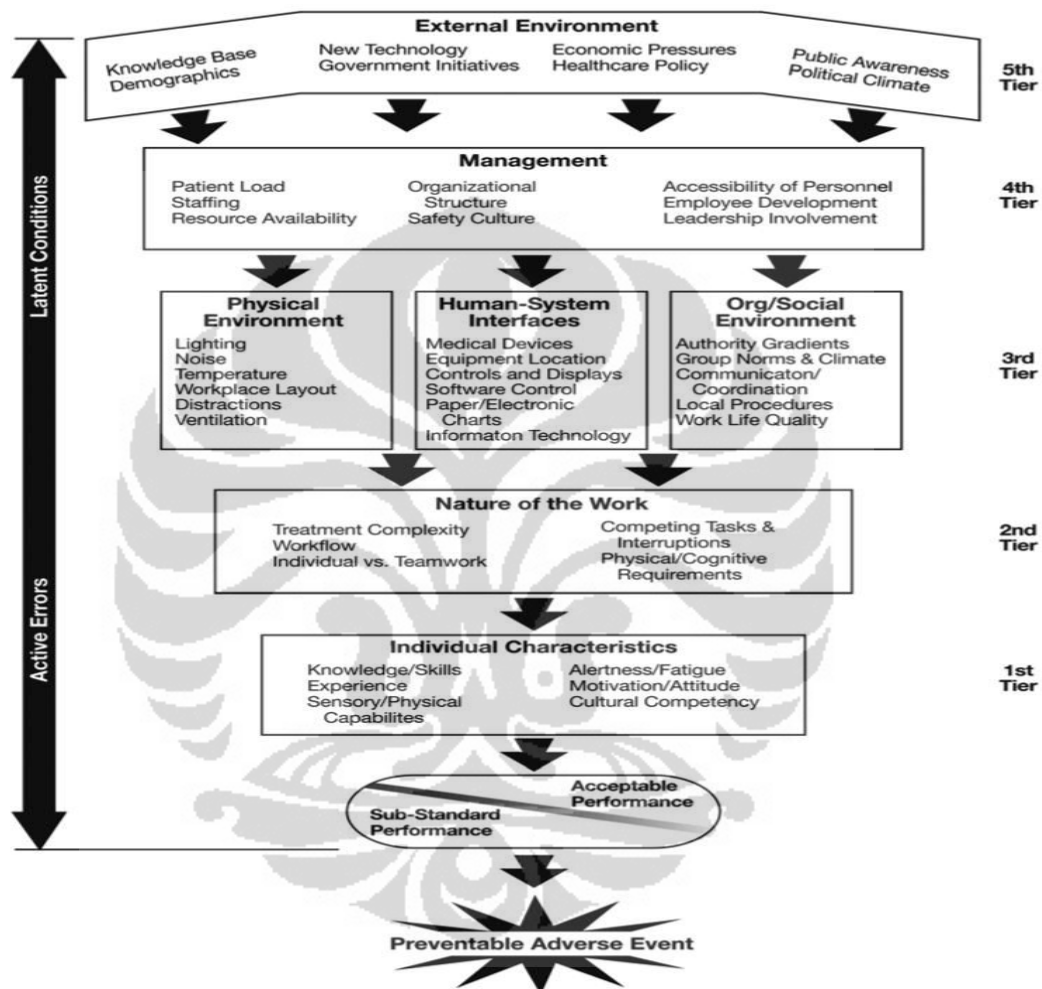 External Environment
Knowledge Base
Demographics
New Technology
Government Initiatives
Economic Pressures
Healthcare Policy
Public Awareness
Political Climate
5th
Tier
Management
Patient Load
Staffing
Resource Availability
Organizational
Structure
Safety Culture
Accessibility of Personnel
Employee Development
Leadership Involvement
4th
Tier
Latent Conditions
Physical
Environment
Lighting
Noise
Temperature
Workplace Layout
Distractions
Ventilation
Human-System
Interfaces
Medical Devices
Equipment Location
Controls and Displays
Software Control
Paper/Electronic
Charts
Informaton Technology
Org/Social
Environment
Authority Gradients
Group Norms & Climate
Communicaton/
Coordination
Local Procedures
Work Life Quality
3rd
Tier
Nature of the Work
Treatment Complexity
Workflow
Individual vs. Teamwork
Competing Tasks &
Interruptions
Physical/Cognitive
Requirements
2nd
Tier
Active Errors
Individual Characteristics
Knowledge/Skills
Experience
Sensory/Physical
Capabilites
Alertness/Fatigue
Motivation/Attitude
Cultural Competency
1st
Tier
Acceptable
Performance
Sub-Standard
Performance
Preventable Adverse Event